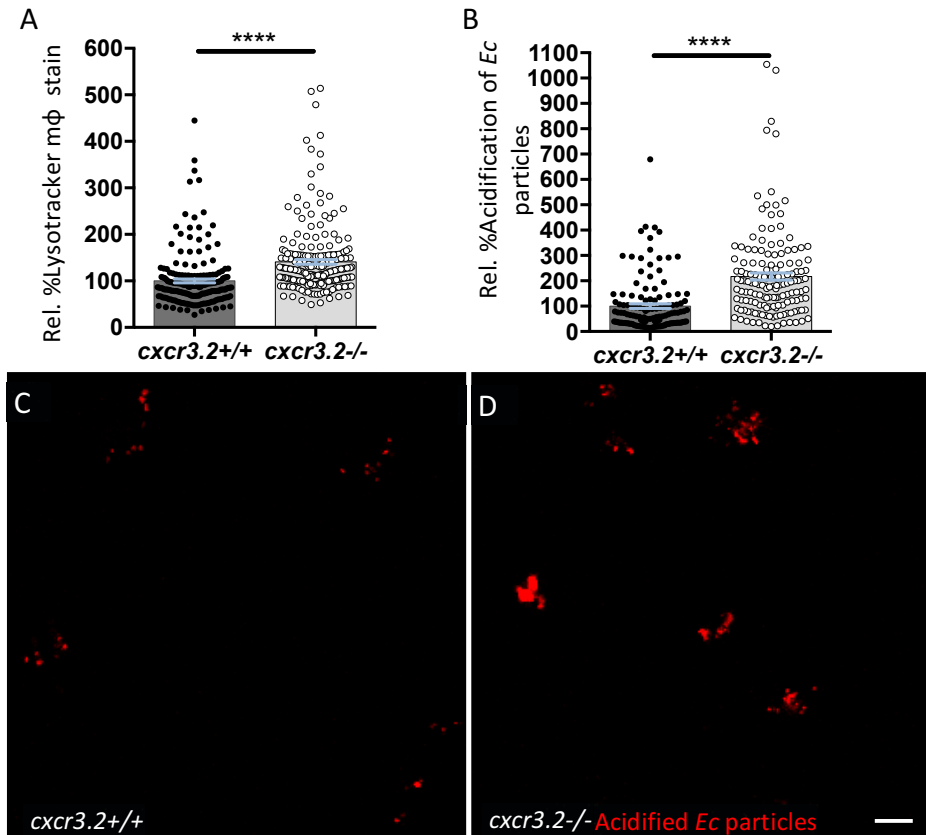 A
****
Rel. %Lysotracker mɸ stain
600
500
400
300
200
100
0
cxcr3.2+/+ cxcr3.2-/-
B
****
Rel. %Acidification of Ec
particles
1100
1000
900
800
700
600
500
400
300
200
100
0
cxcr3.2+/+ cxcr3.2-/-
C
cxcr3.2+/+
D
cxcr3.2-/- Acidified Ec particles